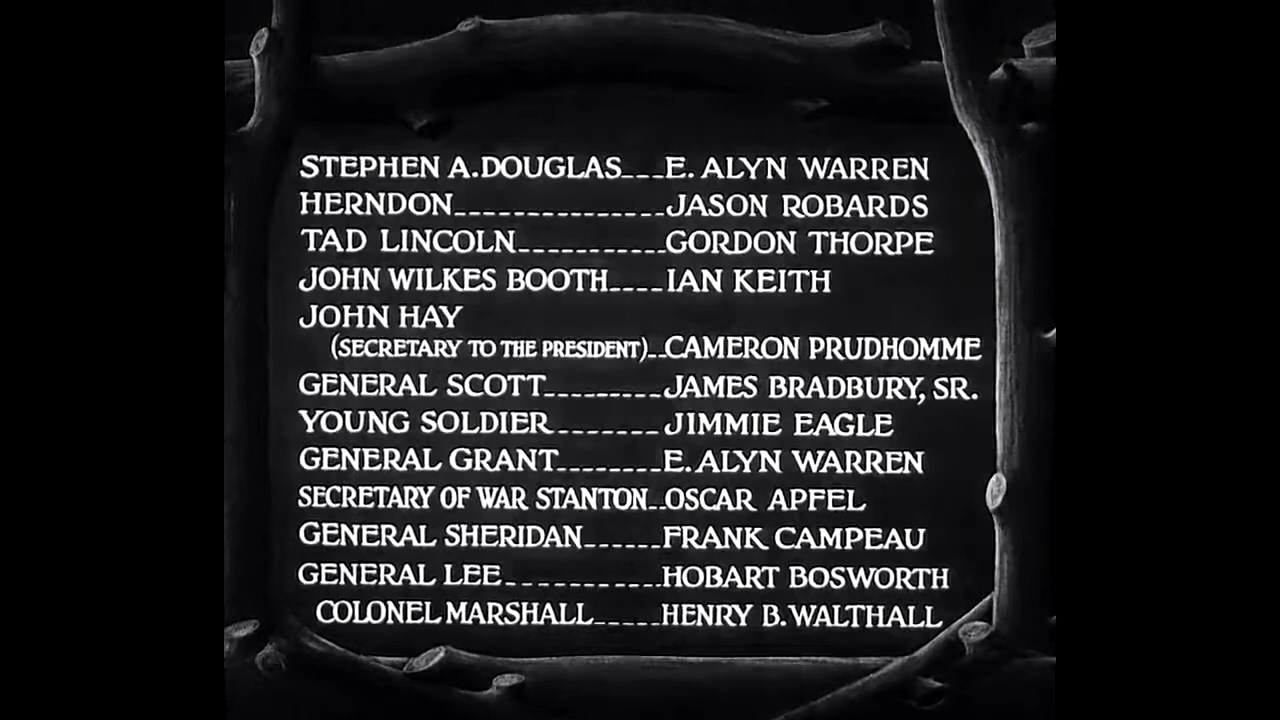 STEPHEN A. DOUGLAS___E. ALYN WARREN
HERNDON_______________JASON ROBARDS
TAD LINCOLN___________GORDON THORPE
JOHN WILKES BOOTH____IAN KEITH
JOHN HAY
(SECRETARY TO THE PRESIDENT)__CAMERON PRUDHOMME
GENERAL SCOTT_________JAMES BRADBURY, SR.
YOUNG SOLDIER________JIMMIE EAGLE
GENERAL GRANT________E. ALYN WARREN
SECRETARY OF WAR STANTON__OSCAR APFEL
GENERAL SHERIDAN______FRANK CAMPEAU
GENERAL LEE___________HOBART BOSWORTH
COLONEL MARSHALL_____HENRY B. WALTHALL